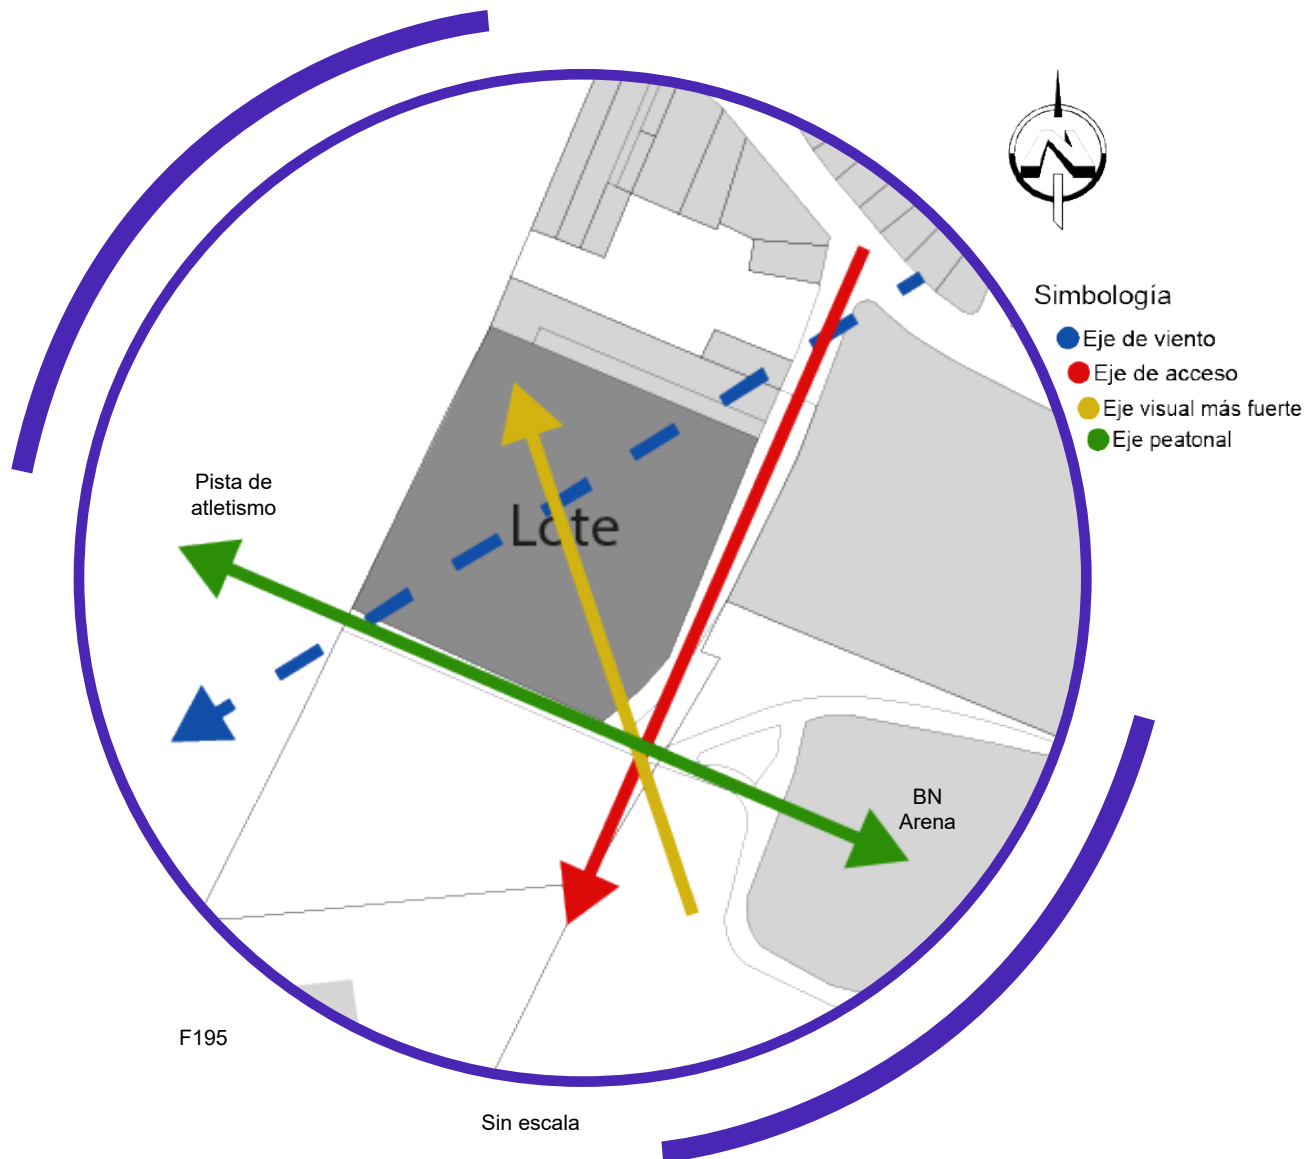 N
Simbología
Eje de viento
Eje de acceso
Eje visual más fuerte
Eje peatonal
Pista de
atletismo
Lote
BN
Arena
F195
Sin escala